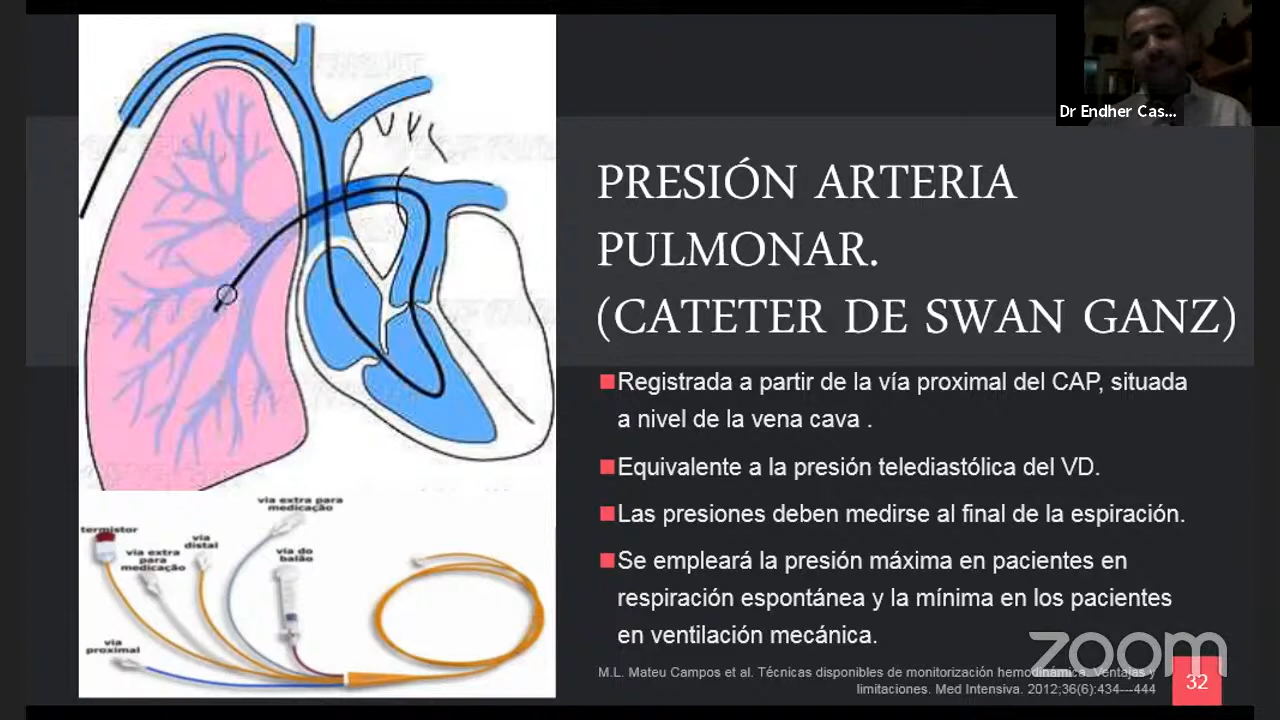 Dr Endher Cas...
PRESIÓN ARTERIA
PULMONAR.
(CATETER DE SWAN GANZ)
Registrada a partir de la vía proximal del CAP, situada
a nivel de la vena cava .
Equivalente a la presión telediastólica del VD.
Las presiones deben medirse al final de la espiración.
Se empleará la presión máxima en pacientes en
respiración espontánea y la mínima en los pacientes
en ventilación mecánica.
via extra para
medicação
termistor
via
distal
via extra
para
medicação
via do
balão
via
proximal
M.L. Mateu Campos et al. Técnicas disponibles de monitorización hemodinámica. Ventajas y
limitaciones. Med Intensiva. 2012;36(6):434---444
zoom
32